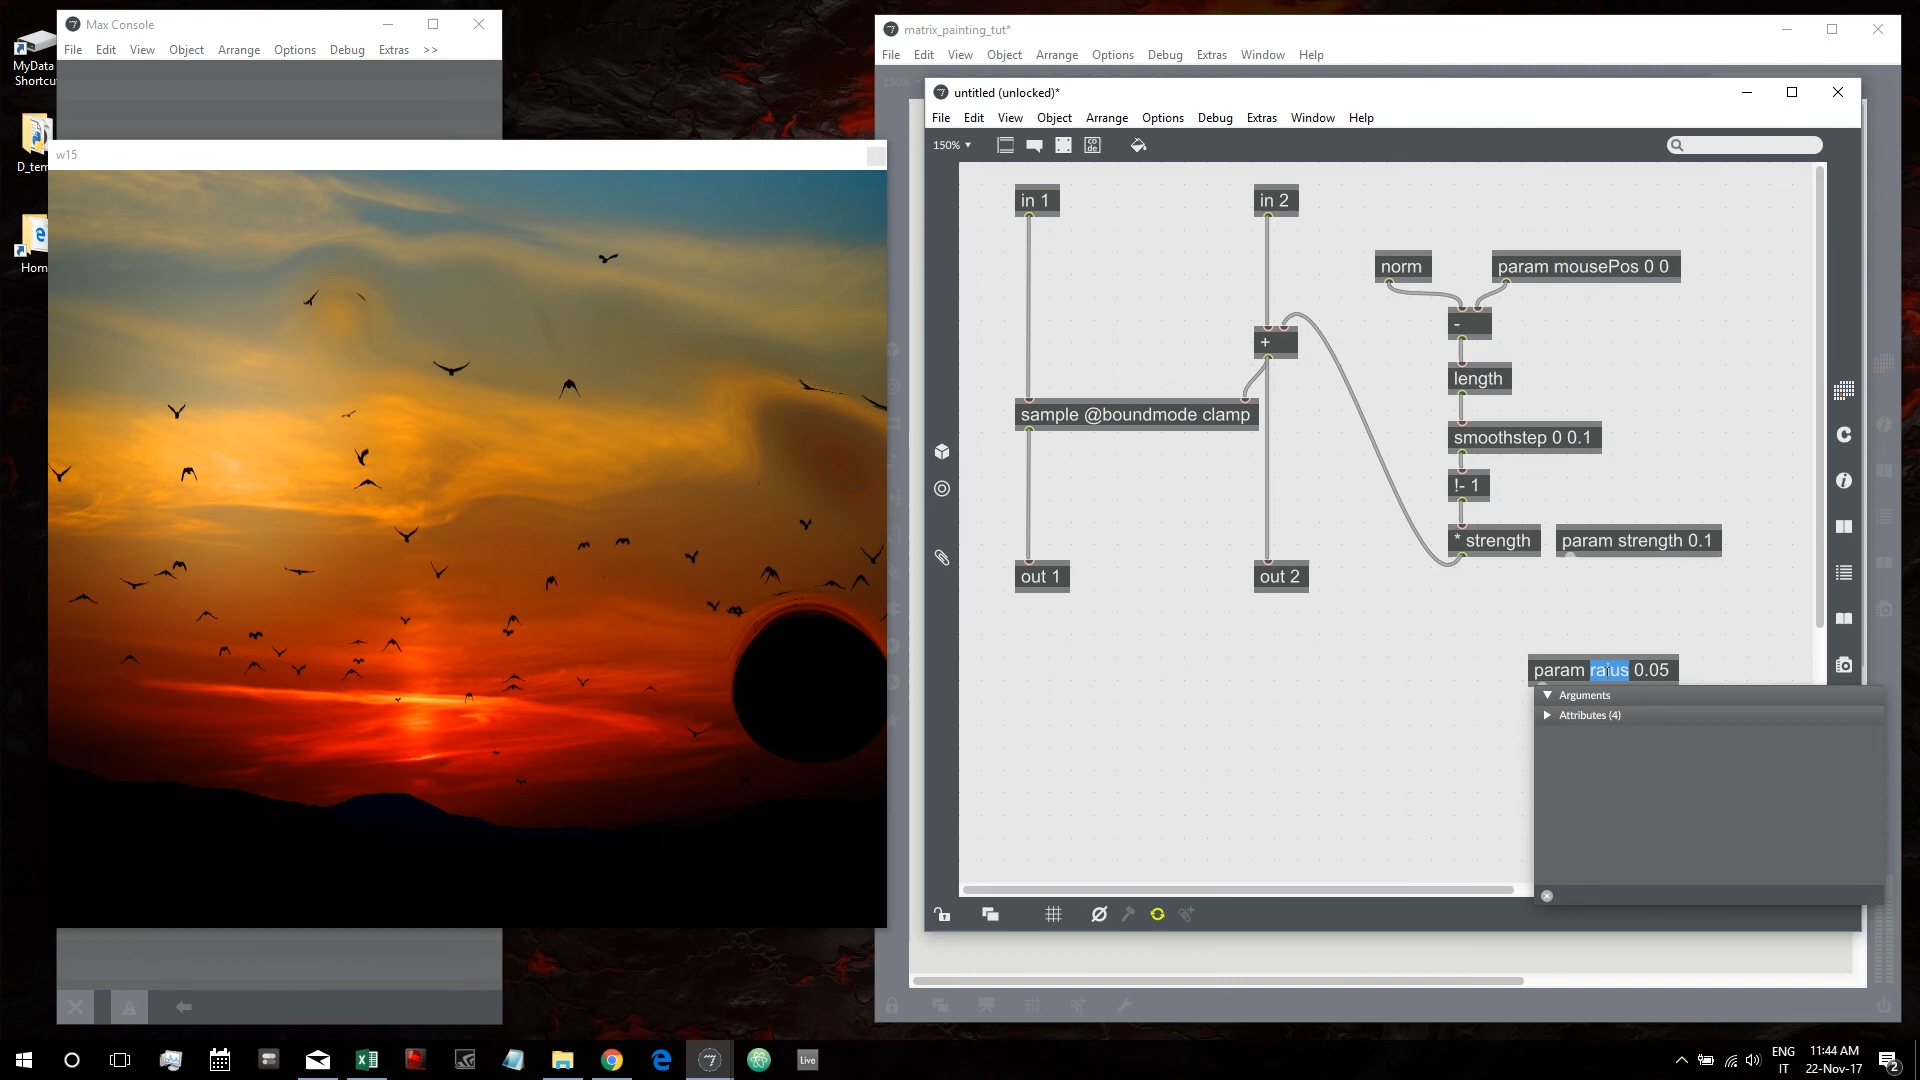 MyData
Shortcu
D_tem
Hom
Max Console
File Edit View Object Arrange Options Debug Extras >>
w15
matrix_painting_tut*
File Edit View Object Arrange Options Debug Extras Window Help
150%
untitled (unlocked)*
File Edit View Object Arrange Options Debug Extras Window Help
150%
co
de
in 1
in 2
norm
param mousePos 0 0
-
+
length
sample @boundmode clamp
smoothstep 0 0.1
!- 1
* strength
param strength 0.1
out 1
out 2
param raius 0.05
Arguments
Attributes (4)
Live
ENG
IT
11:44 AM
22-Nov-17
2